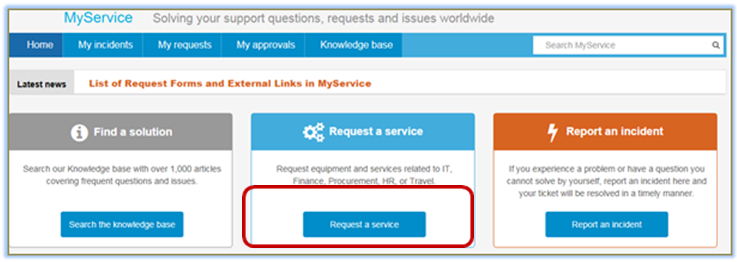 MyService Solving your support questions, requests and issues worldwide
Home My incidents My requests My approvals Knowledge base Search MyService
Latest news List of Request Forms and External Links in MyService
Find a solution
Search our Knowledge base with over 1,000 articles
covering frequent questions and issues.
Search the knowledge base
Request a service
Request equipment and services related to IT,
Finance, Procurement, HR, or Travel.
Request a service
Report an incident
If you experience a problem or have a question you
cannot solve by yourself, report an incident here and
your ticket will be resolved in a timely manner.
Report an incident